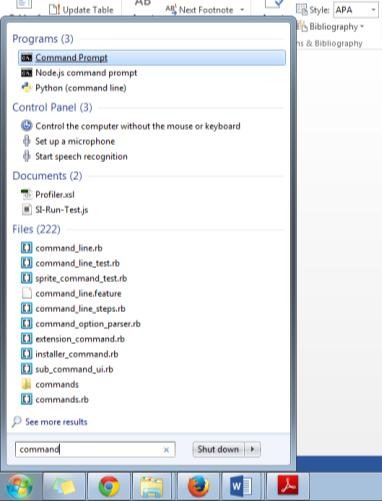 Update Table
AB
Next Footnote
Style: APA
Bibliography
ns & Bibliography
Programs (3)
Command Prompt
Node.js command prompt
Python (command line)
Control Panel (3)
Control the computer without the mouse or keyboard
Set up a microphone
Start speech recognition
Documents (2)
Profiler.xsl
SI-Run-Test.js
Files (222)
command_line.rb
command_line_test.rb
sprite_command_test.rb
command_line.feature
command_line_steps.rb
command_option_parser.rb
extension_command.rb
installer_command.rb
sub_command_ui.rb
commands
commands.rb
See more results
command
Shut down